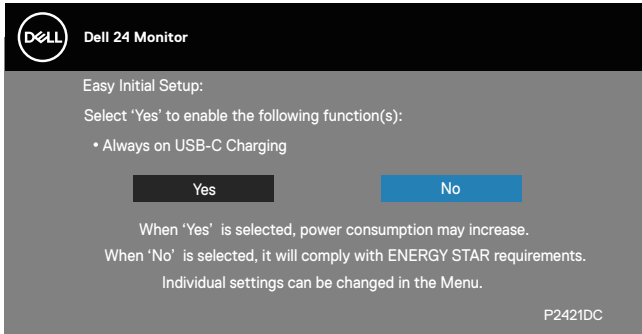 DELL
Dell 24 Monitor
Easy Initial Setup:
Select ‘Yes’ to enable the following function(s):
• Always on USB-C Charging
Yes
No
When ‘Yes’ is selected, power consumption may increase.
When ‘No’ is selected, it will comply with ENERGY STAR requirements.
Individual settings can be changed in the Menu.
P2421DC